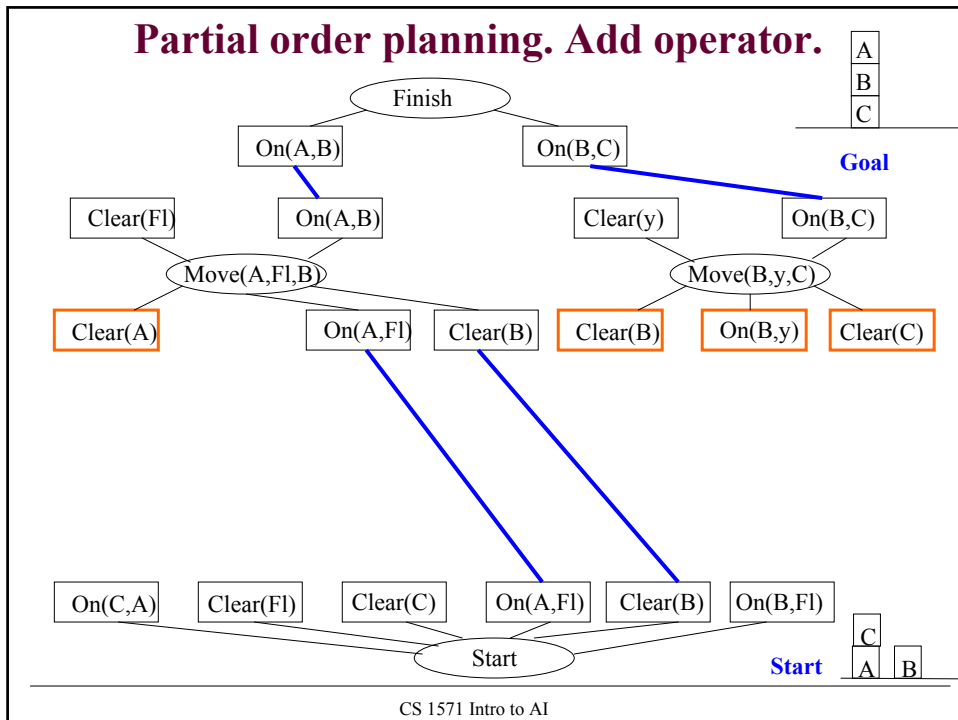 Partial order planning. Add operator.
A
B
C
Finish
On(A,B)
On(B,C)
Goal
Clear(Fl)
On(A,B)
Clear(y)
On(B,C)
Move(A,Fl,B)
Move(B,y,C)
Clear(A)
On(A,Fl)
Clear(B)
Clear(B)
On(B,y)
Clear(C)
On(C,A)
Clear(Fl)
Clear(C)
On(A,Fl)
Clear(B)
On(B,Fl)
Start
Start
C
A B
CS 1571 Intro to AI